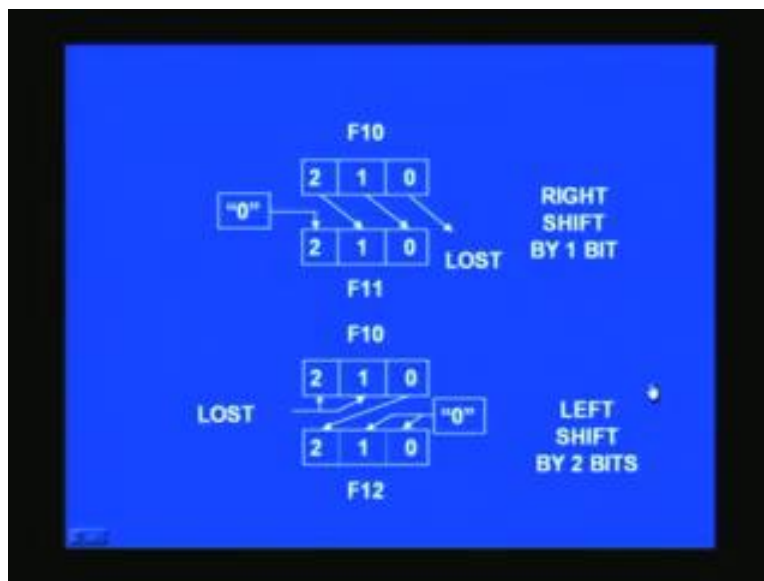 F10
2 1 0
"0"
2 1 0
LOST
F11
RIGHT
SHIFT
BY 1 BIT
F10
2 1 0
LOST
"0"
2 1 0
F12
LEFT
SHIFT
BY 2 BITS